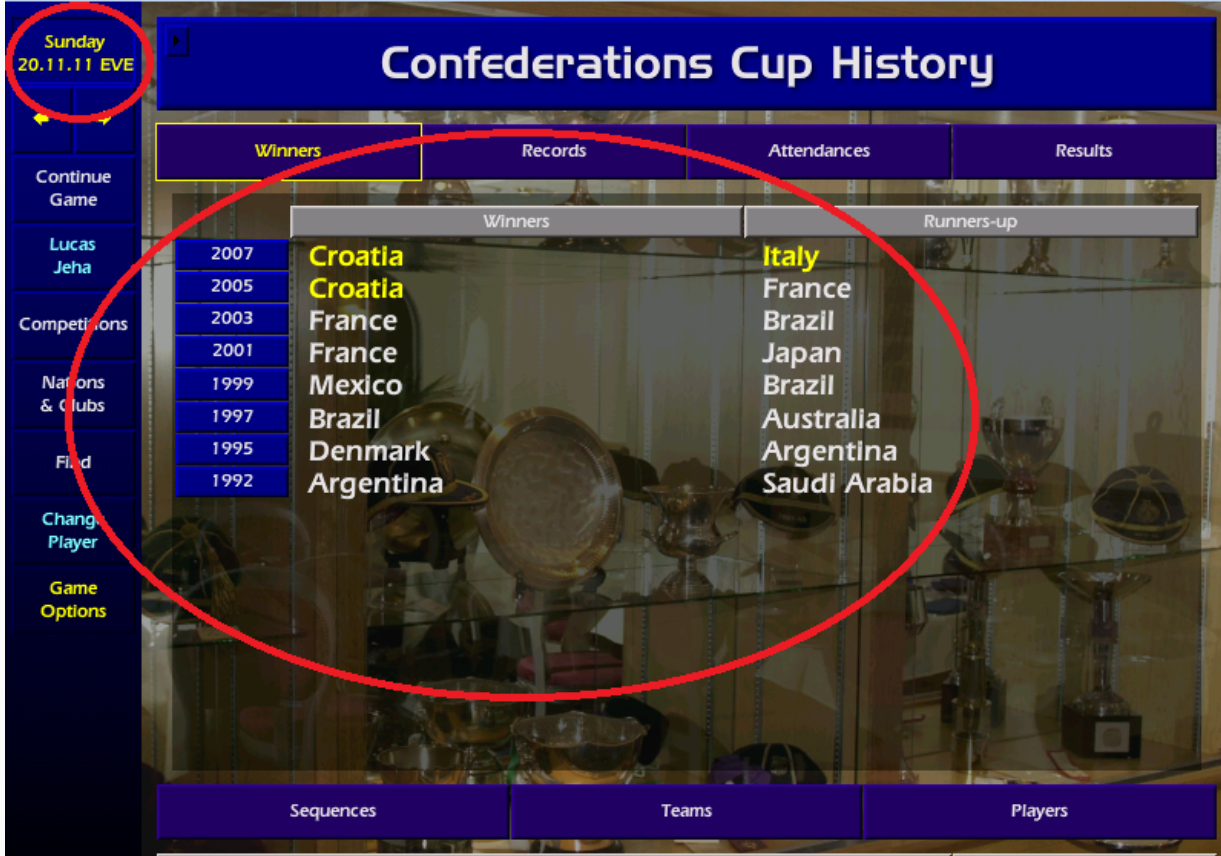 Sunday
20.11.11 EVE
Confederations Cup History
Winners Records Attendances Results
Continue
Game
Lucas
Jeha
Competitions
Nations
& Clubs
Find
Change
Player
Game
Options
Winners Runners-up
2007 Croatia Italy
2005 Croatia France
2003 France Brazil
2001 France Japan
1999 Mexico Brazil
1997 Brazil Australia
1995 Denmark Argentina
1992 Argentina Saudi Arabia
Sequences Teams Players